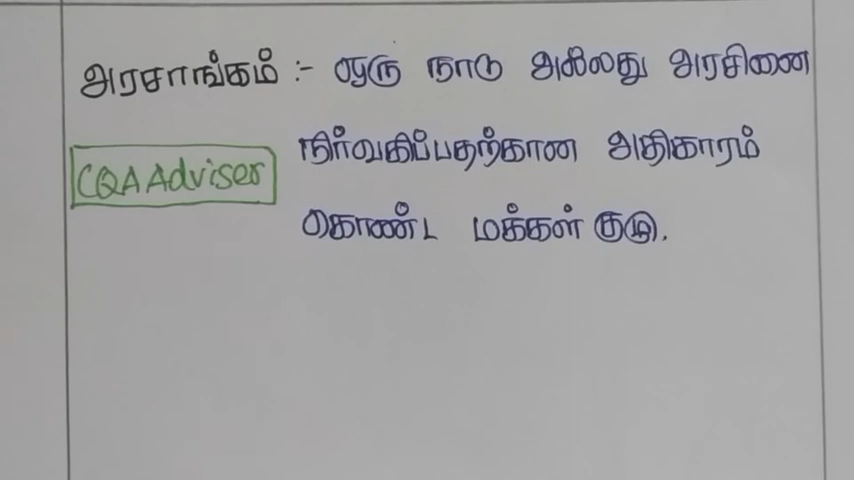 அரசாங்கம் :- ஒரு நாடு அல்லது அரசினை
நிர்வகிப்பதற்கான அதிகாரம்
CQA Adviser
கொண்ட மக்கள் குழு.